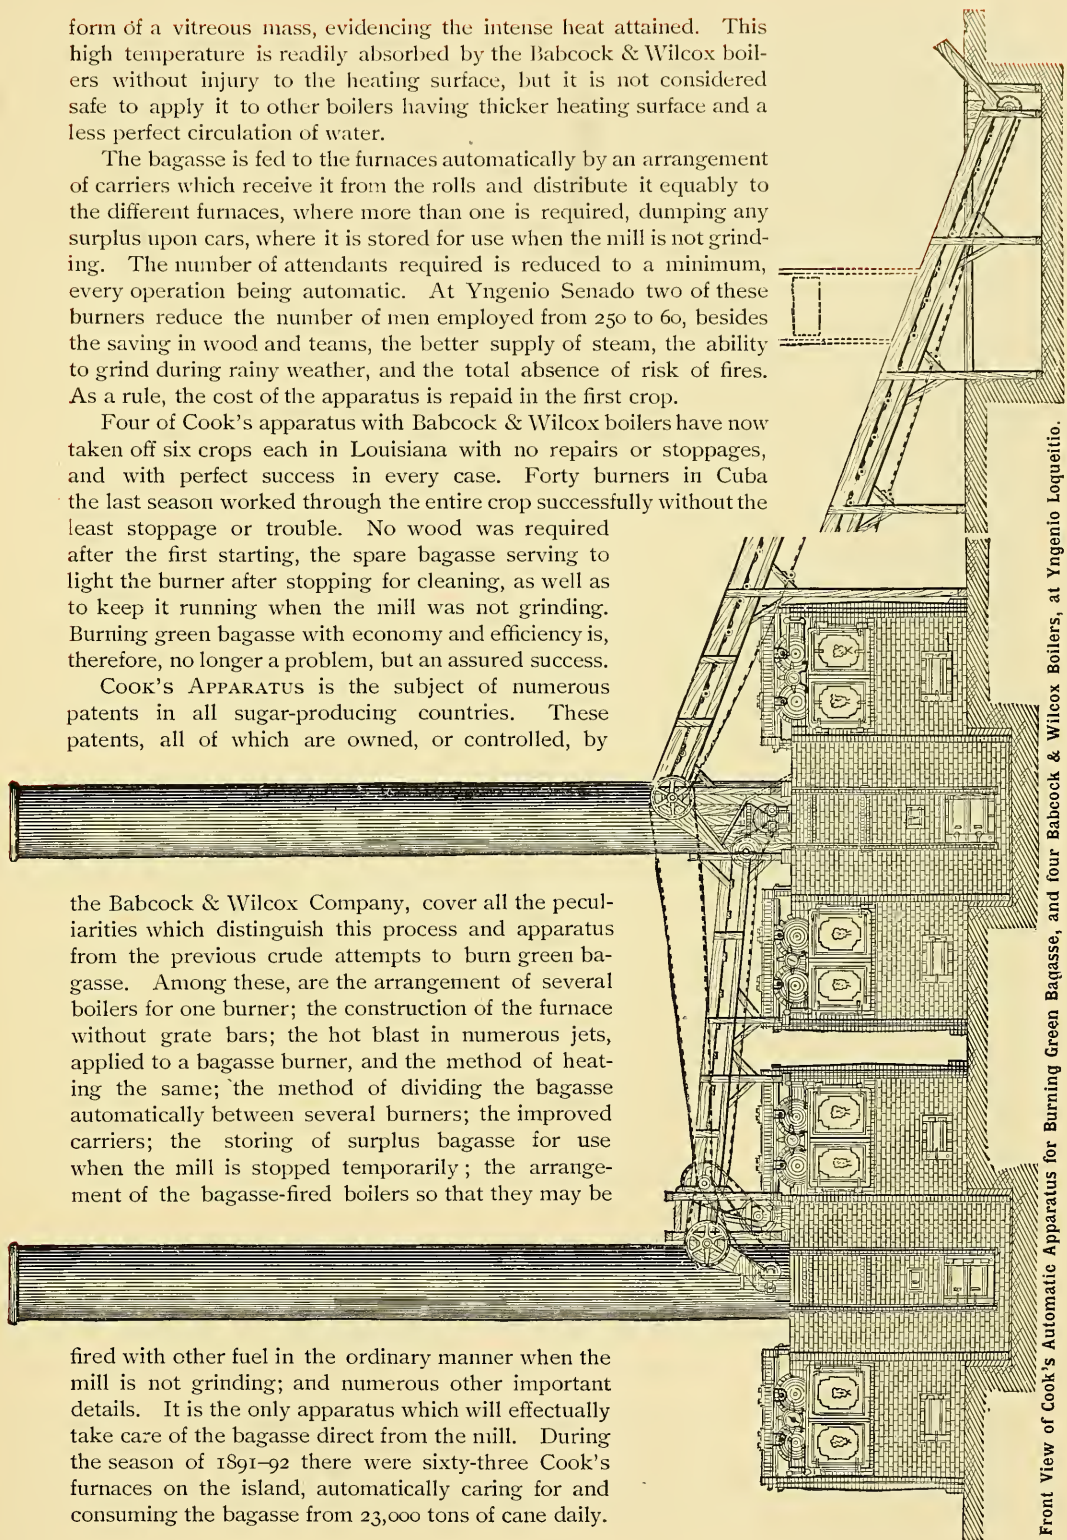 form of a vitreous mass, evidencing the intense heat attained. This
high temperature is readily absorbed by the Babcock & Wilcox boil-
ers without injury to the heating surface, but it is not considered
safe to apply it to other boilers having thicker heating surface and a
less perfect circulation of water.
The bagasse is fed to the furnaces automatically by an arrangement
of carriers which receive it from the rolls and distribute it equably to
the different furnaces, where more than one is required, dumping any
surplus upon cars, where it is stored for use when the mill is not grind-
ing. The number of attendants required is reduced to a minimum,
every operation being automatic. At Yngenio Senado two of these
burners reduce the number of men employed from 250 to 60, besides
the saving in wood and teams, the better supply of steam, the ability
to grind during rainy weather, and the total absence of risk of fires.
As a rule, the cost of the apparatus is repaid in the first crop.
Four of Cook's apparatus with Babcock & Wilcox boilers have now
taken off six crops each in Louisiana with no repairs or stoppages,
and with perfect success in every case. Forty burners in Cuba
the last season worked through the entire crop successfully without the
least stoppage or trouble. No wood was required
after the first starting, the spare bagasse serving to
light the burner after stopping for cleaning, as well as
to keep it running when the mill was not grinding.
Burning green bagasse with economy and efficiency is,
therefore, no longer a problem, but an assured success.
COOK'S APPARATUS is the subject of numerous
patents in all sugar-producing countries. These
patents, all of which are owned, or controlled, by
the Babcock & Wilcox Company, cover all the pecul-
iarities which distinguish this process and apparatus
from the previous crude attempts to burn green ba-
gasse. Among these, are the arrangement of several
boilers for one burner; the construction of the furnace
without grate bars; the hot blast in numerous jets,
applied to a bagasse burner, and the method of heat-
ing the same; the method of dividing the bagasse
automatically between several burners; the improved
carriers; the storing of surplus bagasse for use
when the mill is stopped temporarily; the arrange-
ment of the bagasse-fired boilers so that they may be
fired with other fuel in the ordinary manner when the
mill is not grinding; and numerous other important
details. It is the only apparatus which will effectually
take care of the bagasse direct from the mill. During
the season of 1891–92 there were sixty-three Cook's
furnaces on the island, automatically caring for and
consuming the bagasse from 23,000 tons of cane daily.
Front View of Cook's Automatic Apparatus for Burning Green Bagasse, and four Babcock & Wilcox Boilers, at Yngenio Loqueitio.